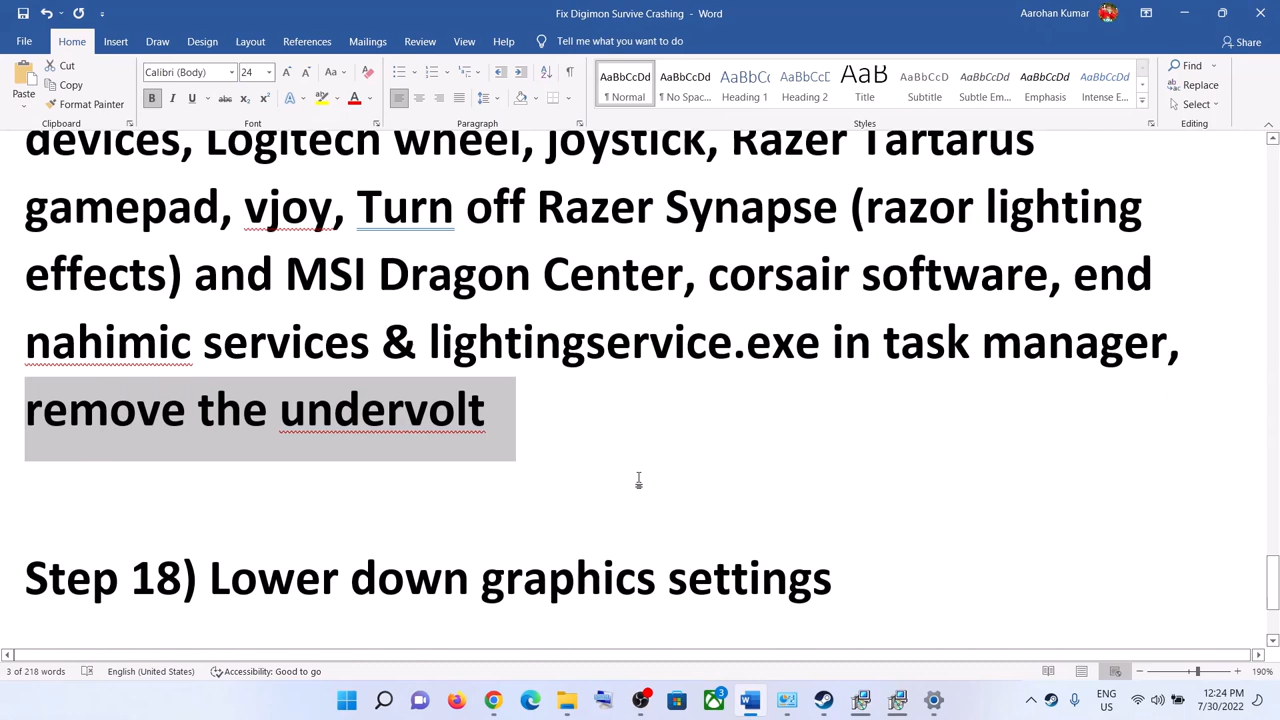 Fix Digimon Survive Crashing - Word
Aarohan Kumar
File Home Insert Draw Design Layout References Mailings Review View Help Tell me what you want to do
Share
Paste
Cut
Copy
Format Painter
Clipboard
Calibri (Body) 24
Font
Paragraph
AaBbCcDd AaBbCcDd AaBbCc AaBbCcD AaB AaBbCcD AaBbCcDd AaBbCcDd AaBbCcDd
¶ Normal ¶ No Spac... Heading 1 Heading 2 Title Subtitle Subtle Em... Emphasis Intense E...
Styles
Find
Replace
Select
Editing
devices, Logitech wheel, joystick, Razer Tartarus
gamepad, vjoy, Turn off Razer Synapse (razor lighting
effects) and MSI Dragon Center, corsair software, end
nahimic services & lightingservice.exe in task manager,
remove the undervolt
Step 18) Lower down graphics settings
3 of 218 words English (United States) Accessibility: Good to go
190%
3
ENG
US
12:24 PM
7/30/2022